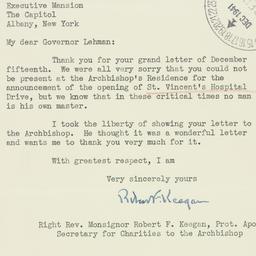 Executive Mansion
The Capitol
Albany, New York
DEC 1941
My dear Governor Lehman:
Thank you for your grand letter of December
fifteenth. We were all very sorry that you could not
be present at the Archbishop's Residence for the
announcement of the opening of St. Vincent's Hospital
Drive, but we know that in these critical times no man
is his own master.
I took the liberty of showing your letter to
the Archbishop. He thought it was a wonderful letter
and wants me to thank you very much for it.
With greatest respect, I am
Very sincerely yours
Robert F. Keegan
Right Rev. Monsignor Robert F. Keegan, Prot. Apo
Secretary for Charities to the Archbishop